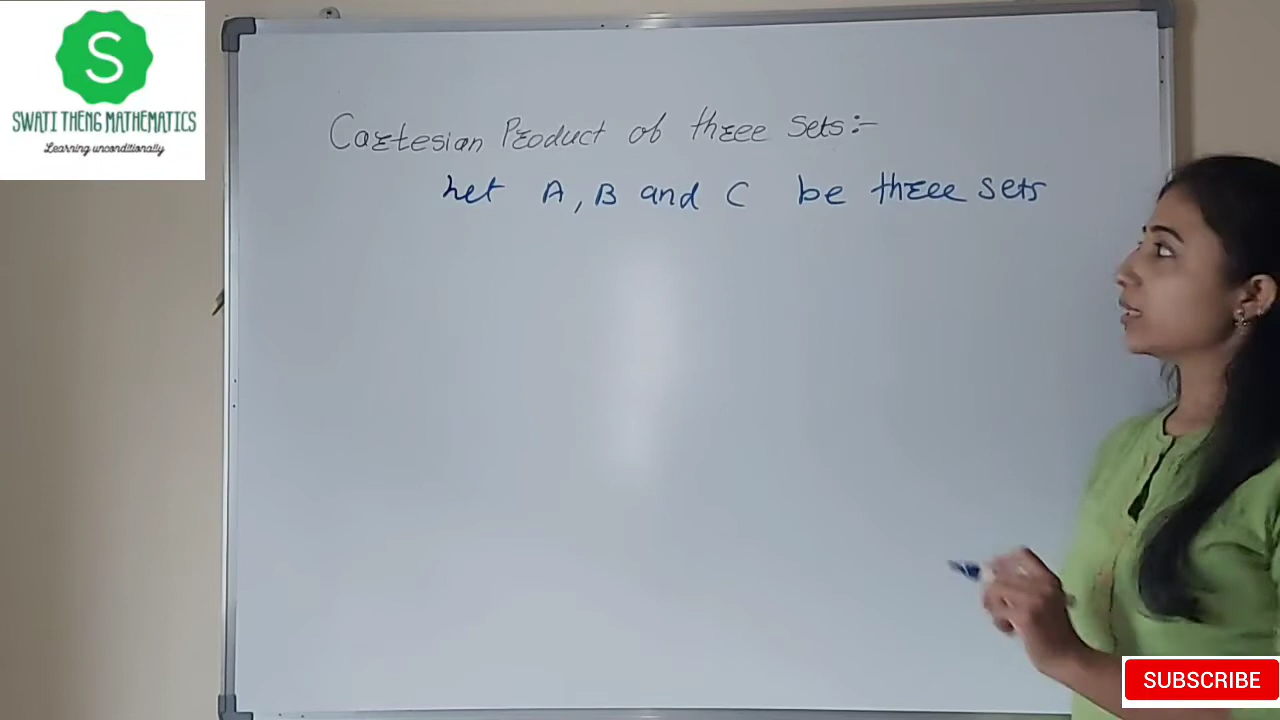 S
SWATI THENG MATHEMATICS
Learning unconditionally
Cartesian Product of three sets:-
Let A, B and C be three sets
SUBSCRIBE